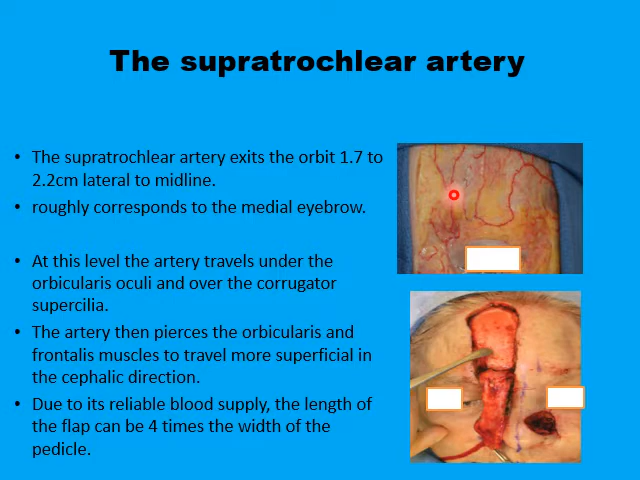 The supratrochlear artery
• The supratrochlear artery exits the orbit 1.7 to
2.2cm lateral to midline.
• roughly corresponds to the medial eyebrow.
• At this level the artery travels under the
orbicularis oculi and over the corrugator
supercilia.
• The artery then pierces the orbicularis and
frontalis muscles to travel more superficial in
the cephalic direction.
• Due to its reliable blood supply, the length of
the flap can be 4 times the width of the
pedicle.